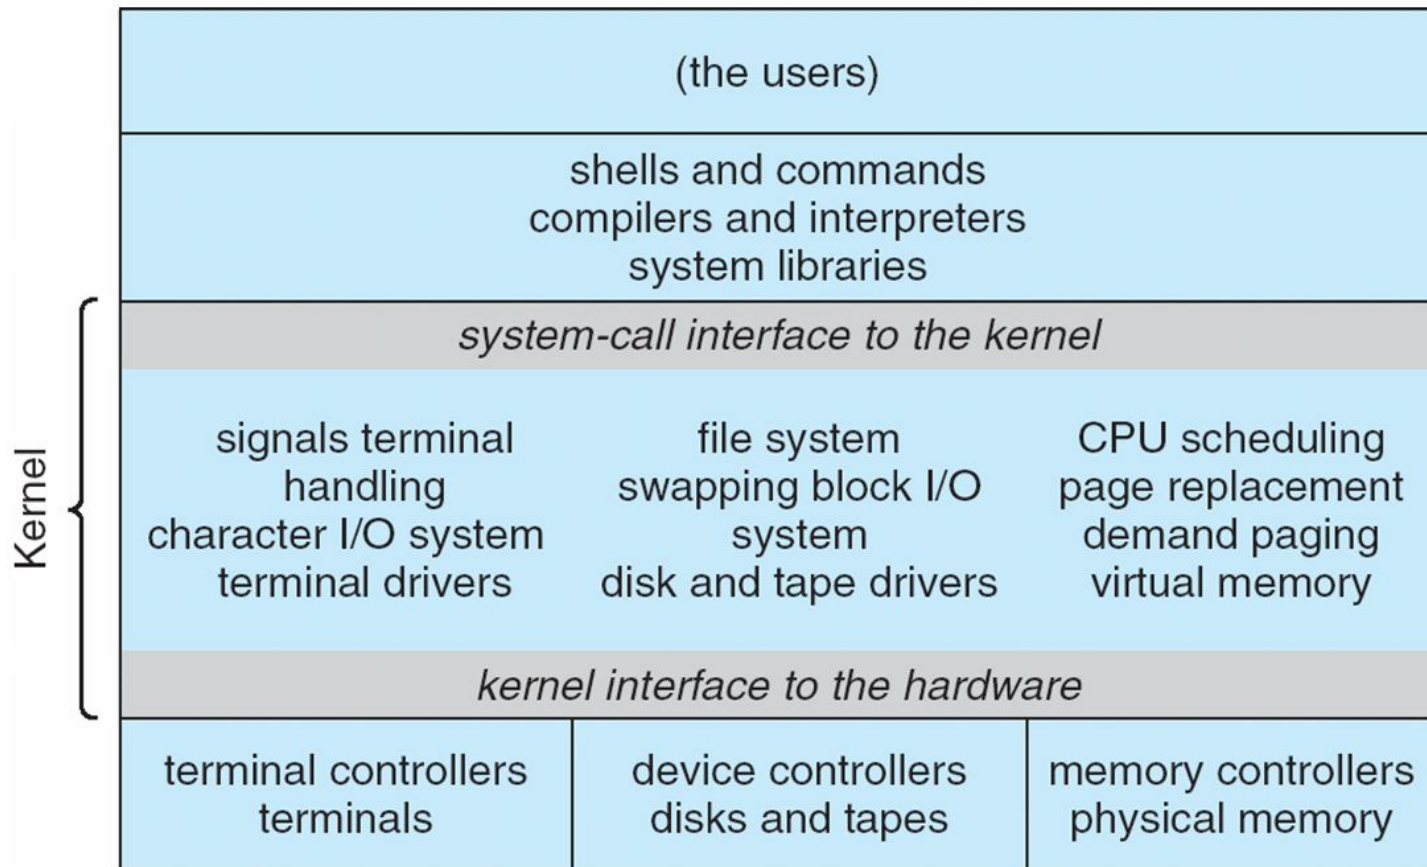 (the users)
shells and commands
compilers and interpreters
system libraries
Kernel
system-call interface to the kernel
signals terminal
handling
character I/O system
terminal drivers
file system
swapping block I/O
system
disk and tape drivers
CPU scheduling
page replacement
demand paging
virtual memory
kernel interface to the hardware
terminal controllers
terminals
device controllers
disks and tapes
memory controllers
physical memory